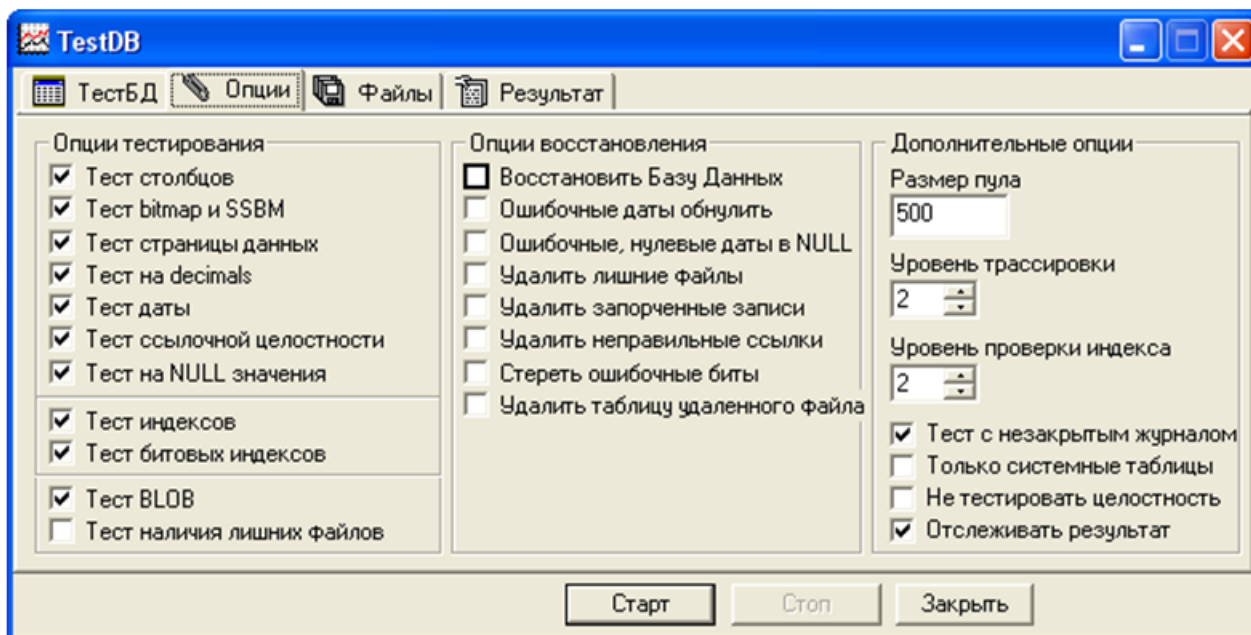 TestDB
ТестБД Опции Файлы Результат
Опции тестирования
Тест столбцов
Тест bitmap и SSBM
Тест страницы данных
Тест на decimals
Тест даты
Тест ссылочной целостности
Тест на NULL значения
Тест индексов
Тест битовых индексов
Тест BLOB
Тест наличия лишних файлов
Опции восстановления
Восстановить Базу Данных
Ошибочные даты обнулить
Ошибочные, нулевые даты в NULL
Удалить лишние файлы
Удалить запорченные записи
Удалить неправильные ссылки
Стереть ошибочные биты
Удалить таблицу удаленного файла
Дополнительные опции
Размер пула
500
Уровень трассировки
2
Уровень проверки индекса
2
Тест с незакрытым журналом
Только системные таблицы
Не тестировать целостность
Отслеживать результат
Старт Стоп Закрыть